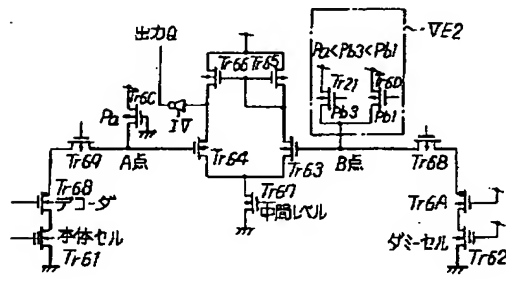 出力Q
Tr66
Tr65
Pa<Pb3<Pb1
VE2
Tr6C
Pa
IV
Tr21
Pb3
Tr60
Pb1
Tr69
A点
Tr64
Tr63
B点
Tr6B
Tr68
デコーダ
Tr67
中間レベル
Tr6A
本体セル
Tr61
ダミーセル
Tr62